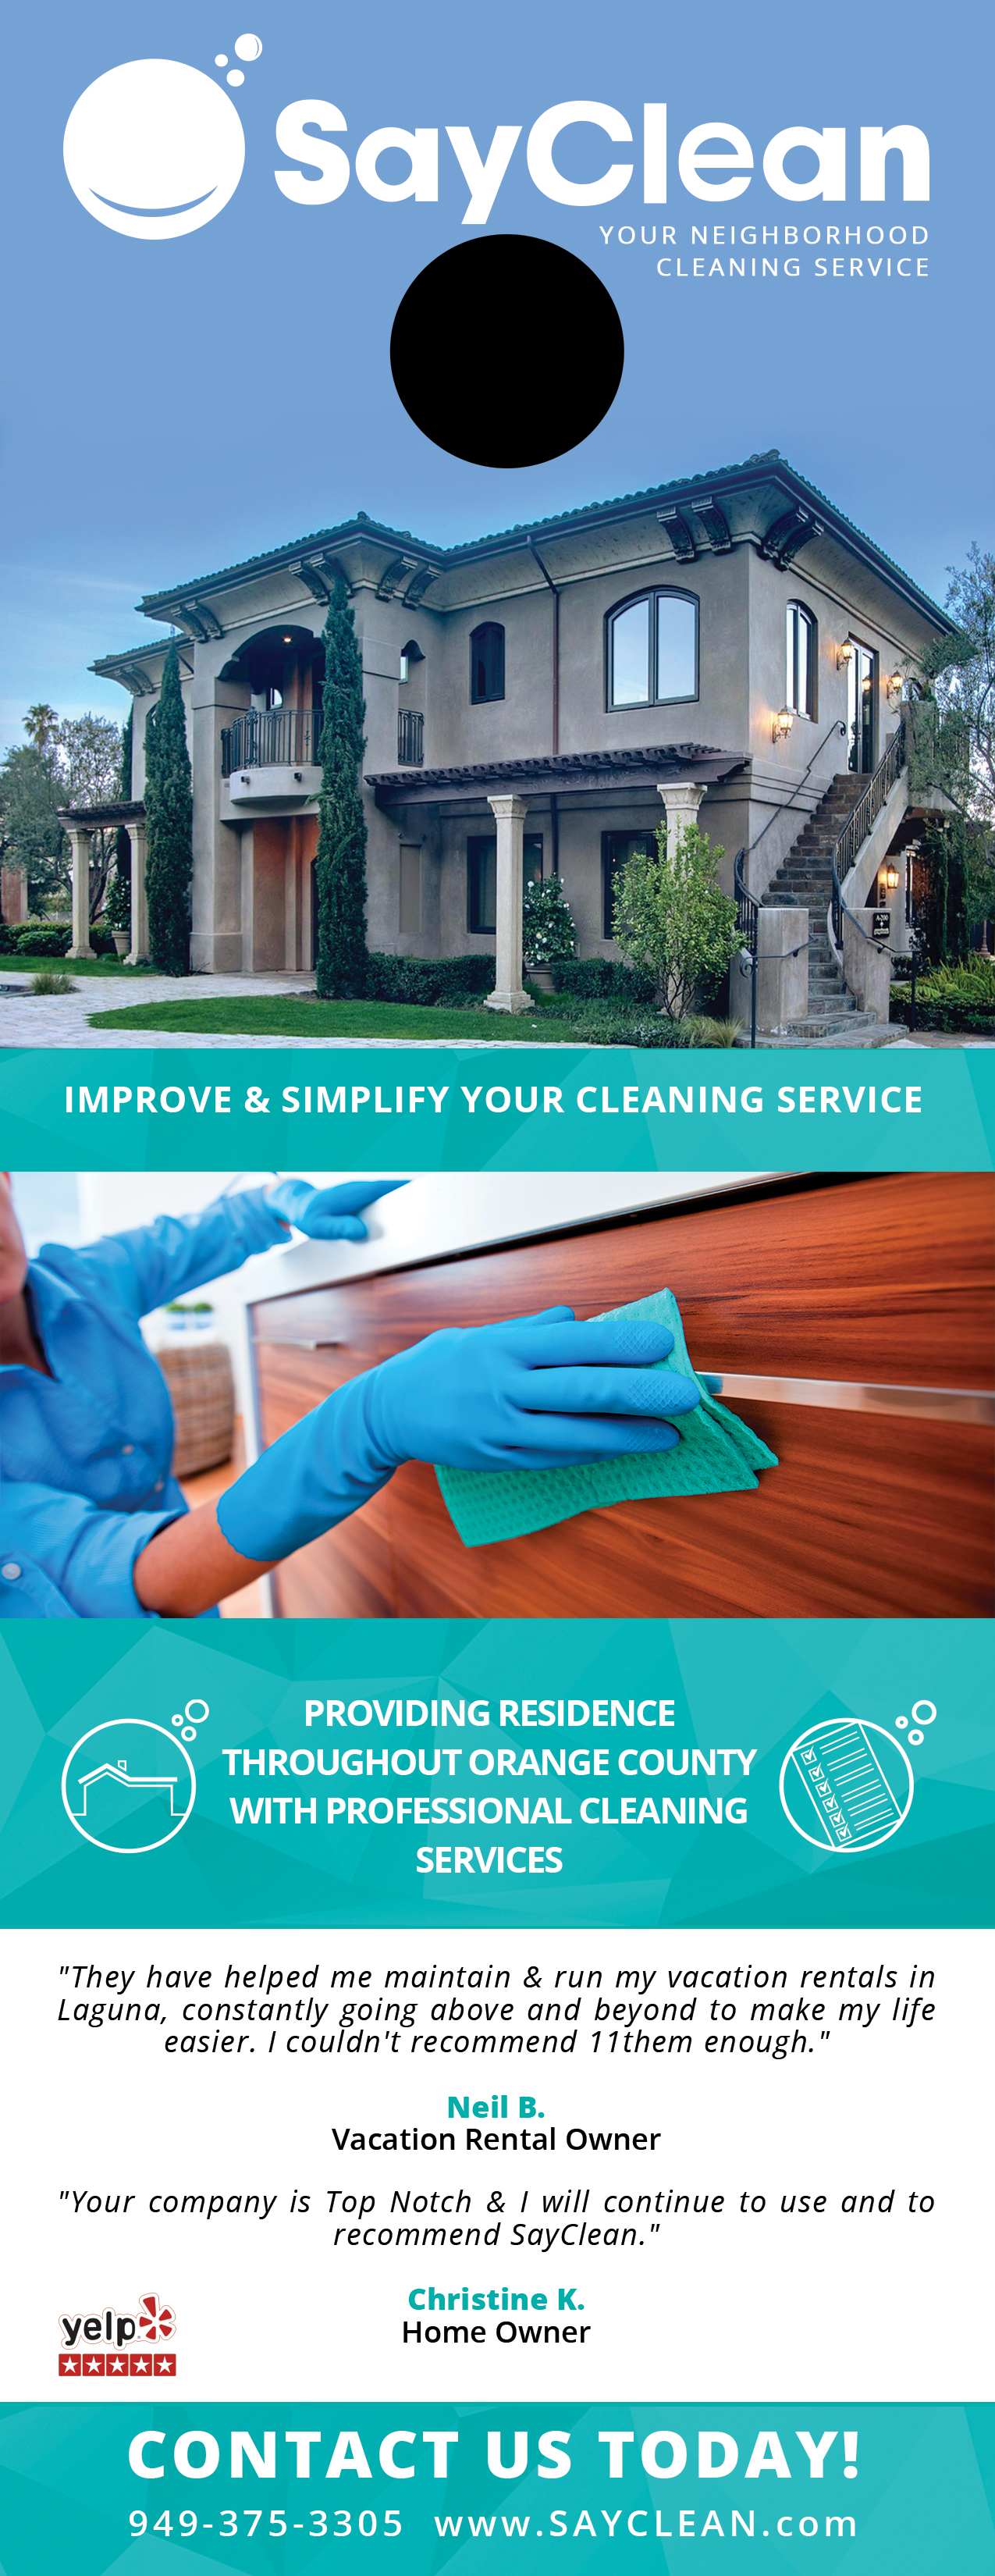 SayClean
YOUR NEIGHBORHOOD
CLEANING SERVICE
IMPROVE & SIMPLIFY YOUR CLEANING SERVICE
PROVIDING RESIDENCE
THROUGHOUT ORANGE COUNTY
WITH PROFESSIONAL CLEANING
SERVICES
"They have helped me maintain & run my vacation rentals in
Laguna, constantly going above and beyond to make my life
easier. I couldn't recommend 11them enough."
Neil B.
Vacation Rental Owner
"Your company is Top Notch & I will continue to use and to
recommend SayClean."
Christine K.
Home Owner
yelp
CONTACT US TODAY!
949-375-3305 www.SAYCLEAN.com